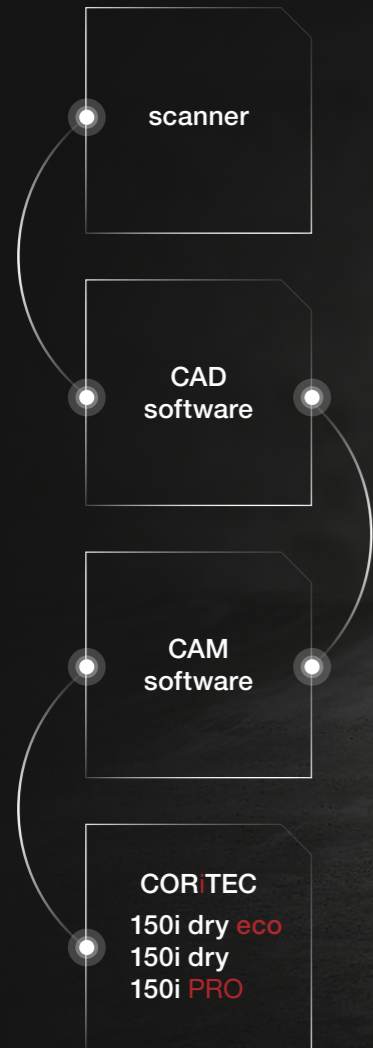 scanner
CAD
software
CAM
software
CORiTEC
150i dry eco
150i dry
150i PRO